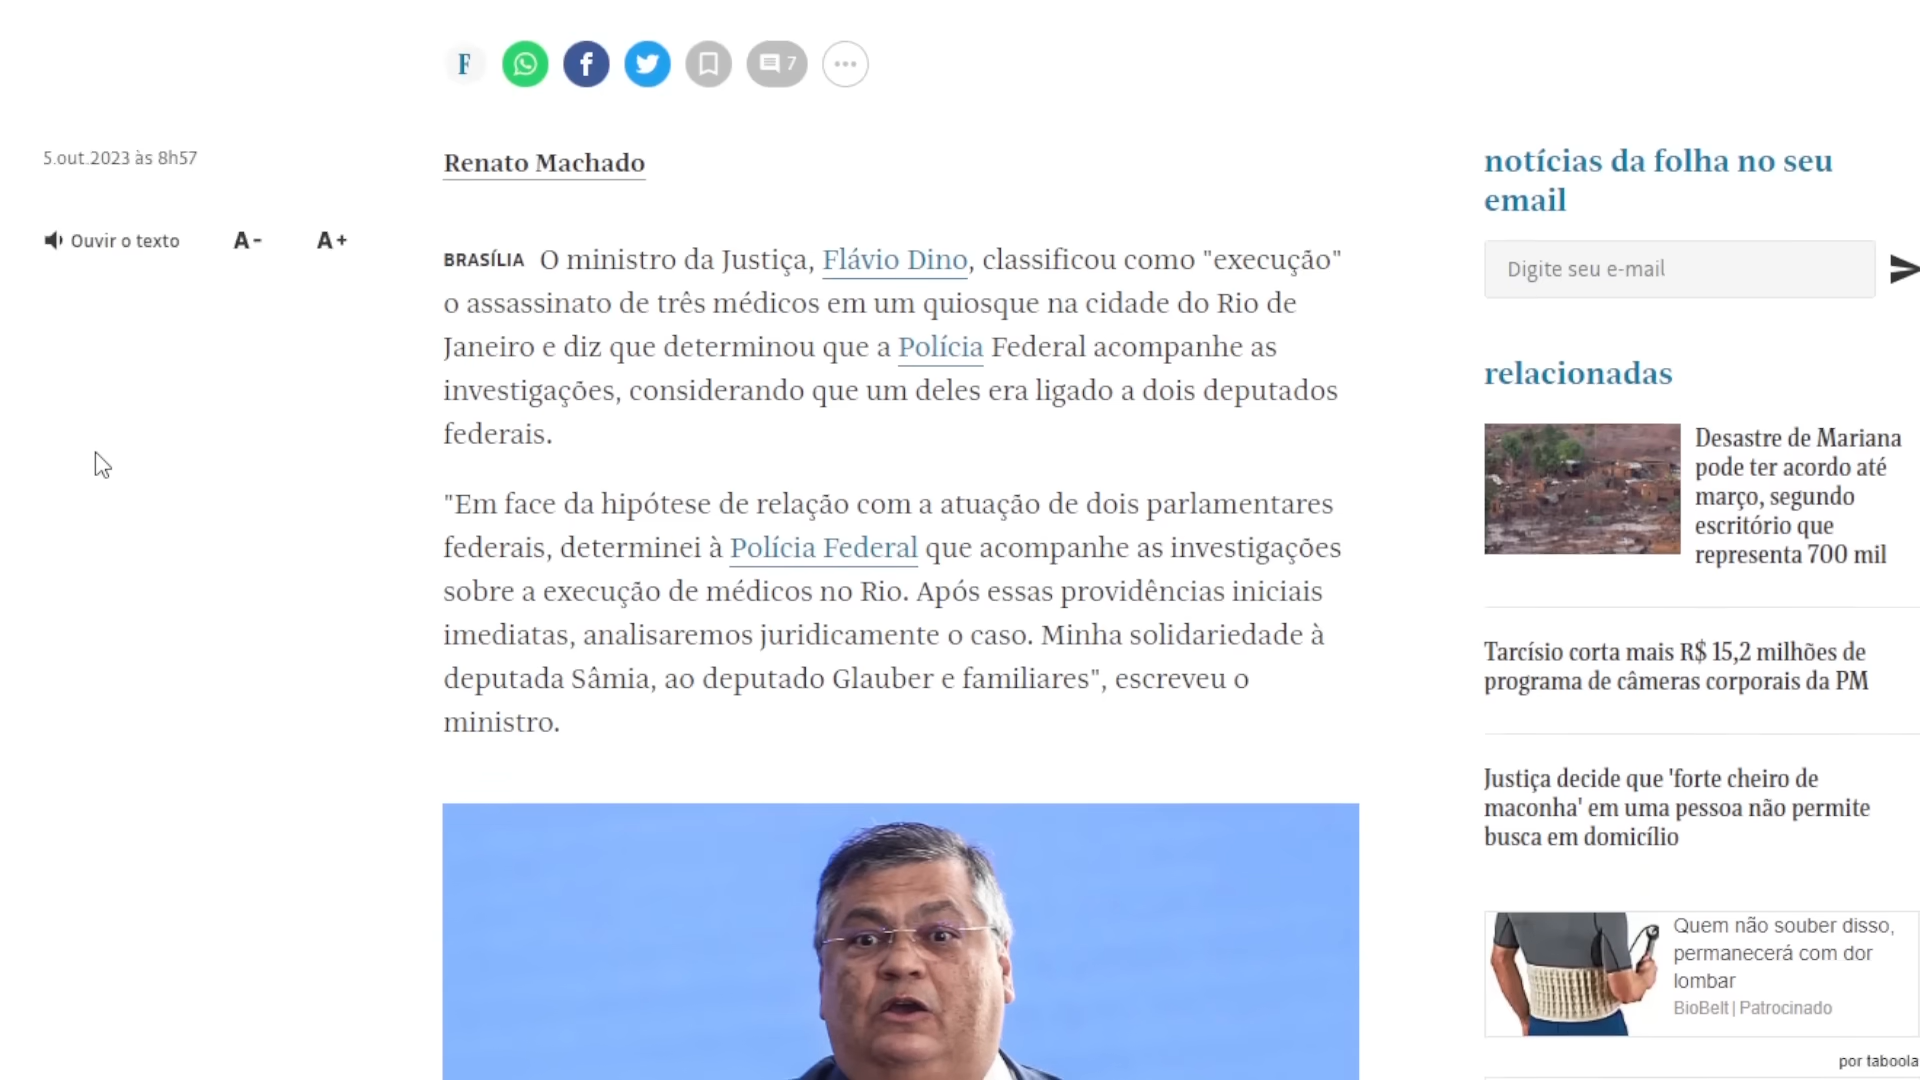 F
f
7
5.out.2023 às 8h57
Ouvir o texto
A-
A+
Renato Machado
BRASÍLIA O ministro da Justiça, Flávio Dino, classificou como "execução"
o assassinato de três médicos em um quiosque na cidade do Rio de
Janeiro e diz que determinou que a Polícia Federal acompanhe as
investigações, considerando que um deles era ligado a dois deputados
federais.
"Em face da hipótese de relação com a atuação de dois parlamentares
federais, determinei à Polícia Federal que acompanhe as investigações
sobre a execução de médicos no Rio. Após essas providências iniciais
imediatas, analisaremos juridicamente o caso. Minha solidariedade à
deputada Sâmia, ao deputado Glauber e familiares", escreveu o
ministro.
notícias da folha no seu
email
Digite seu e-mail
relacionadas
Desastre de Mariana
pode ter acordo até
março, segundo
escritório que
representa 700 mil
Tarcísio corta mais R$ 15,2 milhões de
programa de câmeras corporais da PM
Justiça decide que 'forte cheiro de
maconha' em uma pessoa não permite
busca em domicílio
Quem não souber disso,
permanecerá com dor
lombar
BioBelt | Patrocinado
por taboola